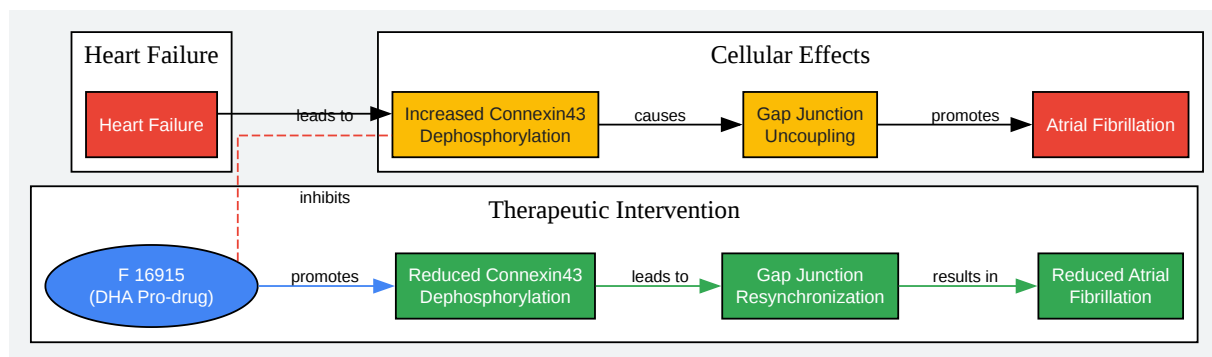 Heart Failure
Cellular Effects
Heart Failure
leads to
Increased Connexin43
Dephosphorylation
causes
Gap Junction
Uncoupling
promotes
Atrial Fibrillation
inhibits
Therapeutic Intervention
F 16915
(DHA Pro-drug)
promotes
Reduced Connexin43
Dephosphorylation
leads to
Gap Junction
Resynchronization
results in
Reduced Atrial
Fibrillation